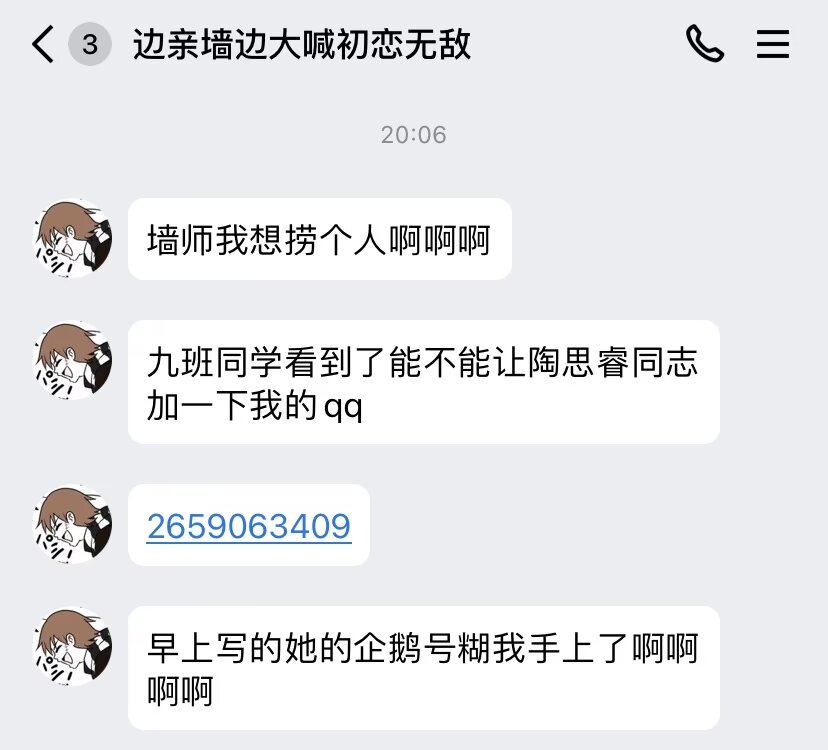 3 边亲墙边大喊初恋无敌
20:06
墙师我想捞个人啊啊啊
九班同学看到了能不能让陶思睿同志
加一下我的qq
2659063409
早上写的她的企鹅号糊我手上了啊啊
啊啊